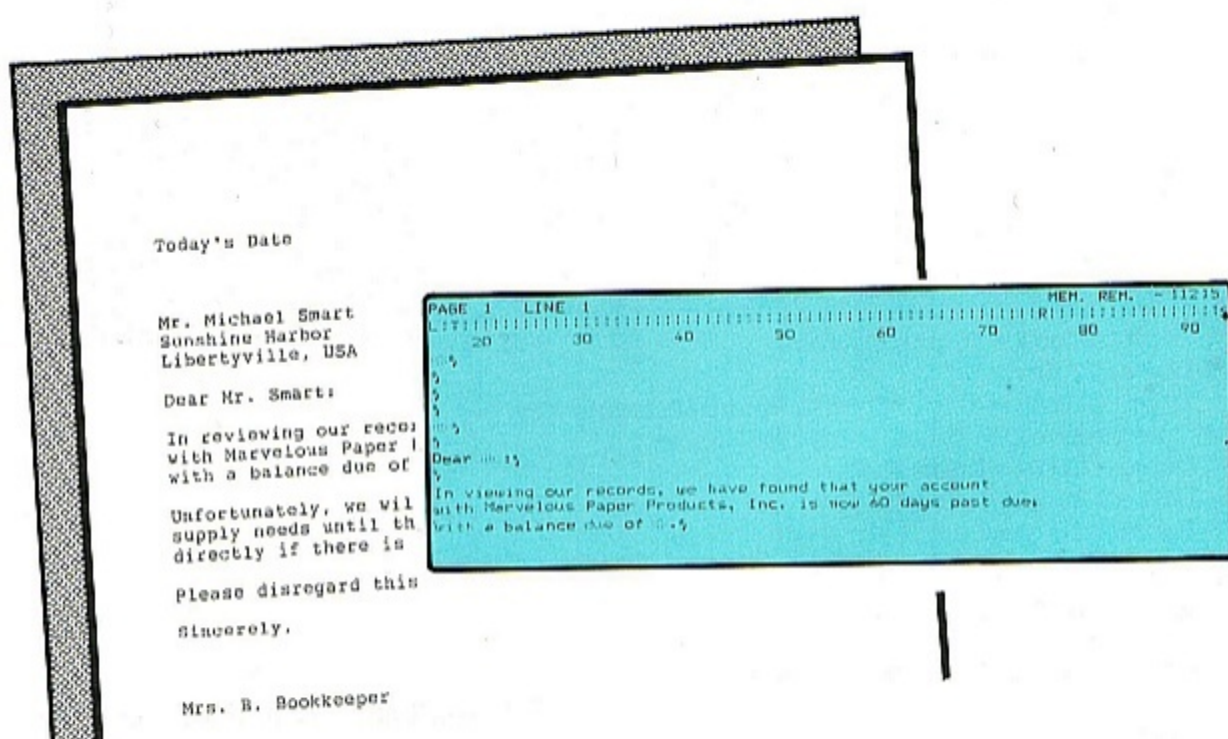 Today's Date
Mr. Michael Smart
Sunshine Harbor
Libertyville, USA
Dear Mr. Smart:
In reviewing our recor
with Marvelous Paper
with a balance due of
Unfortunately, we wil
supply needs until th
directly if there is
Please disregard this
Sincerely,
Mrs. B. Bookkeeper
PAGE 1 LINE 1 MEM. REM. - 11215
20 30 40 50 60 70 80 90
Dear
In viewing our records, we have found that your account
with Marvelous Paper Products, Inc. is now 60 days past due,
with a balance due of